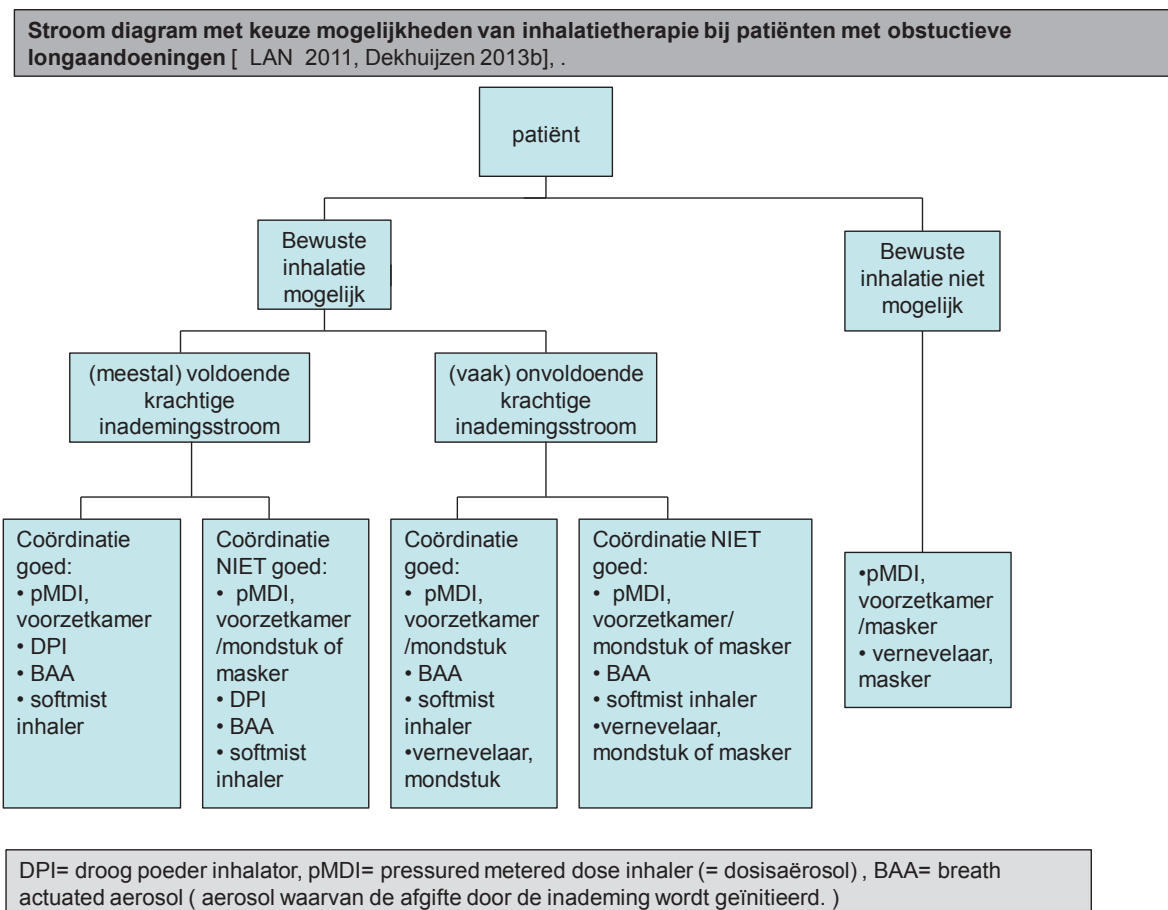 Stroom diagram met keuze mogelijkheden van inhalatietherapie bij patiënten met obstuctieve
longaandoeningen [ LAN 2011, Dekhuijzen 2013b], .
patiënt
Bewuste
inhalatie
mogelijk
Bewuste
inhalatie niet
mogelijk
(meestal) voldoende
krachtige
inademingsstroom
(vaak) onvoldoende
krachtige
inademingsstroom
Coördinatie
goed:
• pMDI,
voorzetkamer
• DPI
• BAA
• softmist
inhaler
Coördinatie
NIET goed:
• pMDI,
voorzetkamer
/mondstuk of
masker
• DPI
• BAA
• softmist
inhaler
Coördinatie
goed:
• pMDI,
voorzetkamer
/mondstuk
• BAA
• softmist
inhaler
•vernevelaar,
mondstuk
Coördinatie NIET
goed:
• pMDI,
voorzetkamer/
mondstuk of masker
• BAA
• softmist inhaler
•vernevelaar,
mondstuk of masker
•pMDI,
voorzetkamer
/masker
• vernevelaar,
masker
DPI= droog poeder inhalator, pMDI= pressured metered dose inhaler (= dosisaërosol) , BAA= breath
actuated aerosol ( aerosol waarvan de afgifte door de inademing wordt geïnitieerd. )